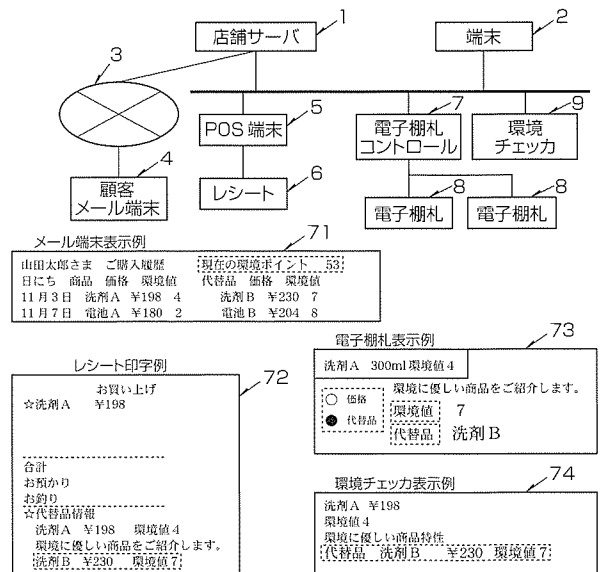 店舗サーバ
1
端末
2
3
5
7
9
POS 端末
電子棚札
コントロール
環境
チェッカ
4
6
8
8
顧客
メール端末
レシート
電子棚札
電子棚札
メール端末表示例
71
山田太郎さま ご購入履歴 現在の環境ポイント 53
日にち 商品 価格 環境値 代替品 価格 環境値
11月3日 洗剤A ¥198 4 洗剤B ¥230 7
11月7日 電池A ¥180 2 電池B ¥204 8
レシート印字例
72
お買い上げ
☆洗剤A ¥198
合計
お預かり
お釣り
☆代替品情報
洗剤A ¥198 環境値4
環境に優しい商品をご紹介します。
洗剤B ¥230 環境値7
電子棚札表示例
73
洗剤A 300ml 環境値4
環境に優しい商品をご紹介します。
○ 価格
● 代替品
環境値 7
代替品 洗剤B
環境チェッカ表示例
74
洗剤A ¥198
環境値4
環境に優しい商品特性
代替品 洗剤B ¥230 環境値7